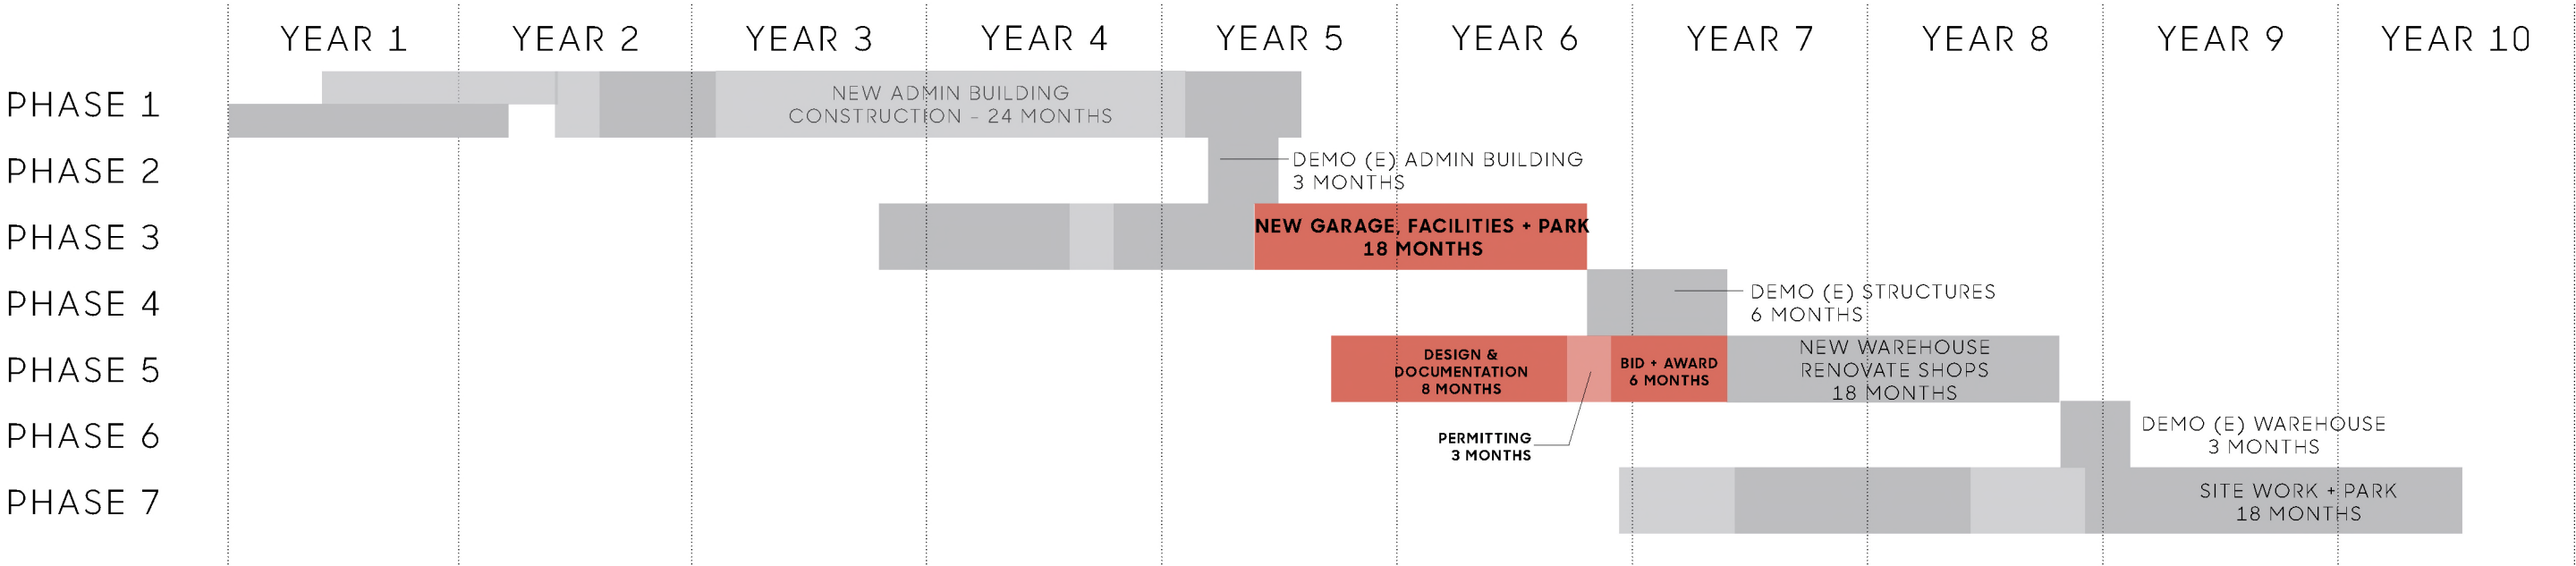 YEAR 1
YEAR 2
YEAR 3
YEAR 4
YEAR 5
YEAR 6
YEAR 7
YEAR 8
YEAR 9
YEAR 10
PHASE 1
NEW ADMIN BUILDING
CONSTRUCTION - 24 MONTHS
PHASE 2
DEMO (E) ADMIN BUILDING
3 MONTHS
PHASE 3
NEW GARAGE, FACILITIES + PARK
18 MONTHS
PHASE 4
DEMO (E) STRUCTURES
6 MONTHS
PHASE 5
DESIGN &
DOCUMENTATION
8 MONTHS
PERMITTING
3 MONTHS
BID + AWARD
6 MONTHS
NEW WAREHOUSE
RENOVATE SHOPS
18 MONTHS
PHASE 6
DEMO (E) WAREHOUSE
3 MONTHS
PHASE 7
SITE WORK + PARK
18 MONTHS